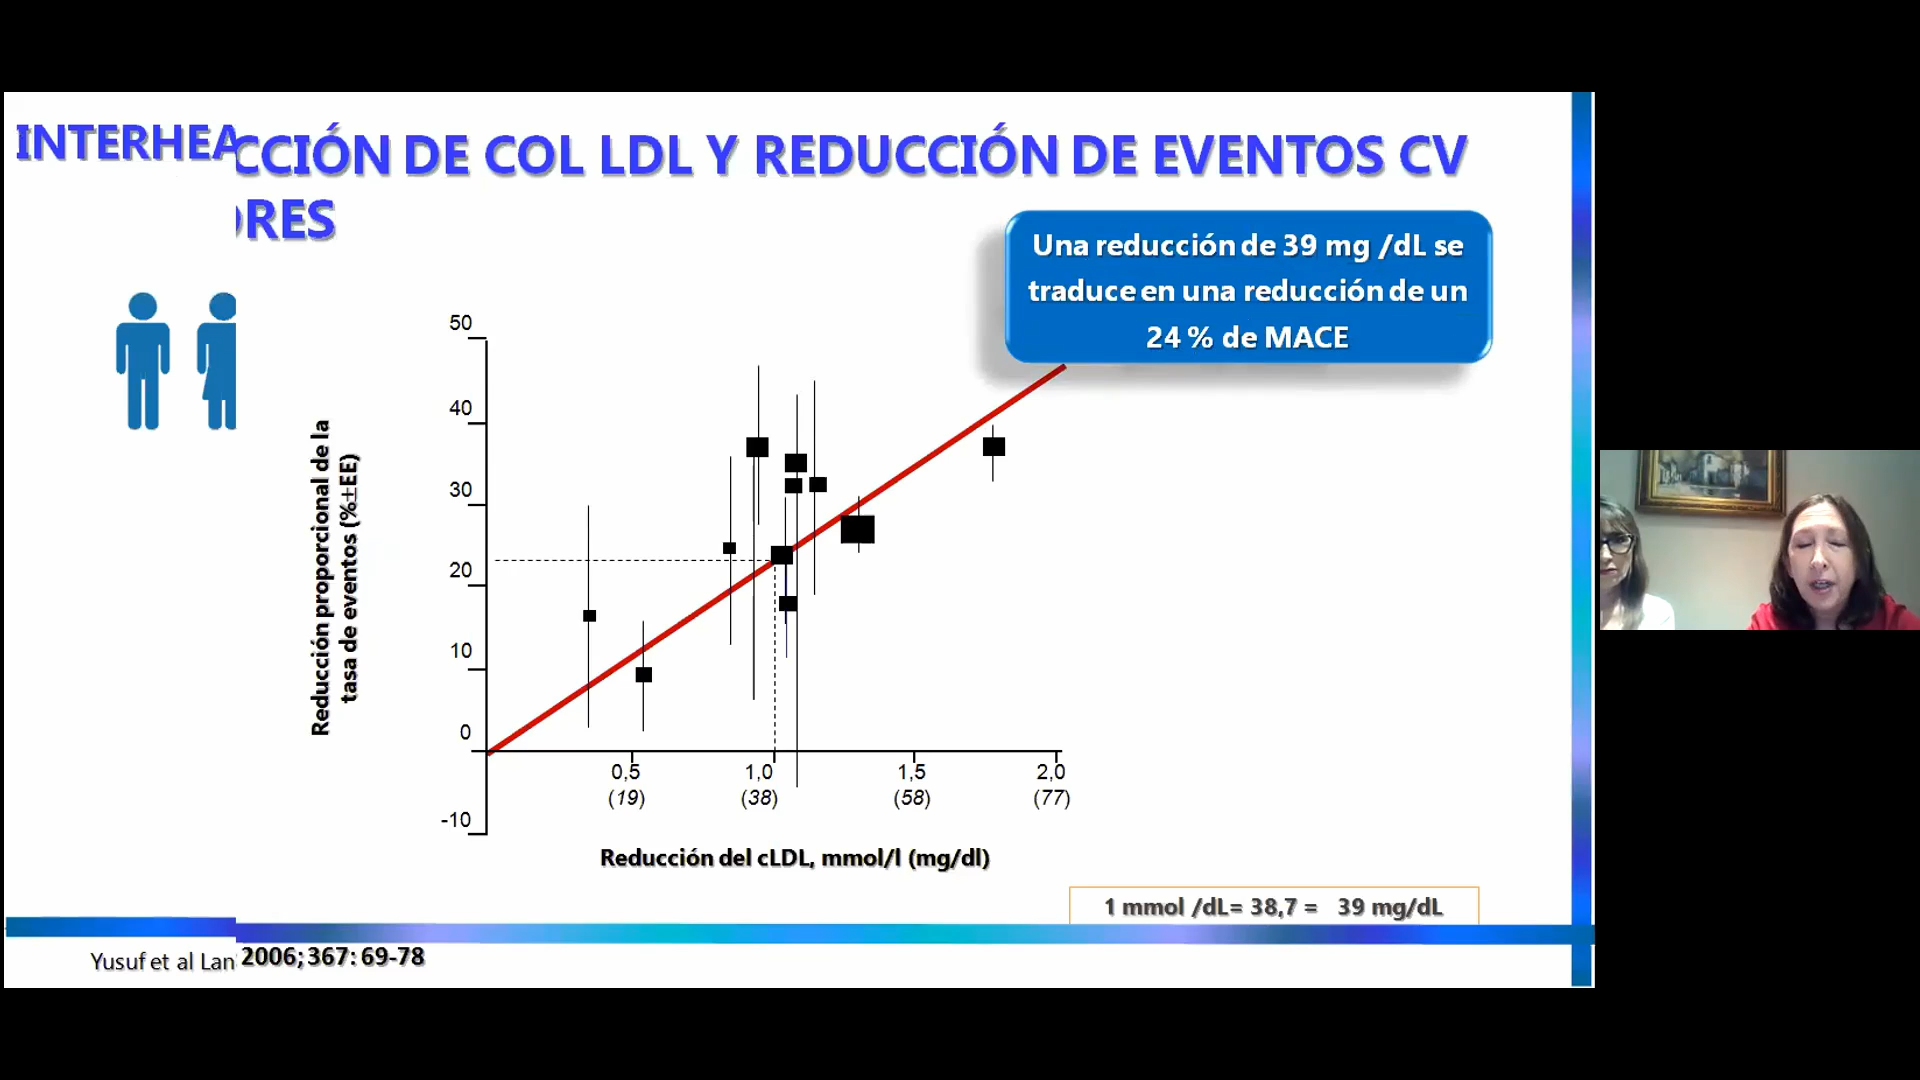 INTERHEA
CCIÓN DE COL LDL Y REDUCCIÓN DE EVENTOS CV
ORES
Una reducción de 39 mg /dL se
traduce en una reducción de un
24 % de MACE
Reducción proporcional de la
tasa de eventos (%±EE)
50
40
30
20
10
0
-10
0,5
1,0
1,5
2,0
(19)
(38)
(58)
(77)
Reducción del cLDL, mmol/l (mg/dl)
1 mmol /dL= 38,7 = 39 mg/dL
Yusuf et al Lan
2006; 367: 69-78